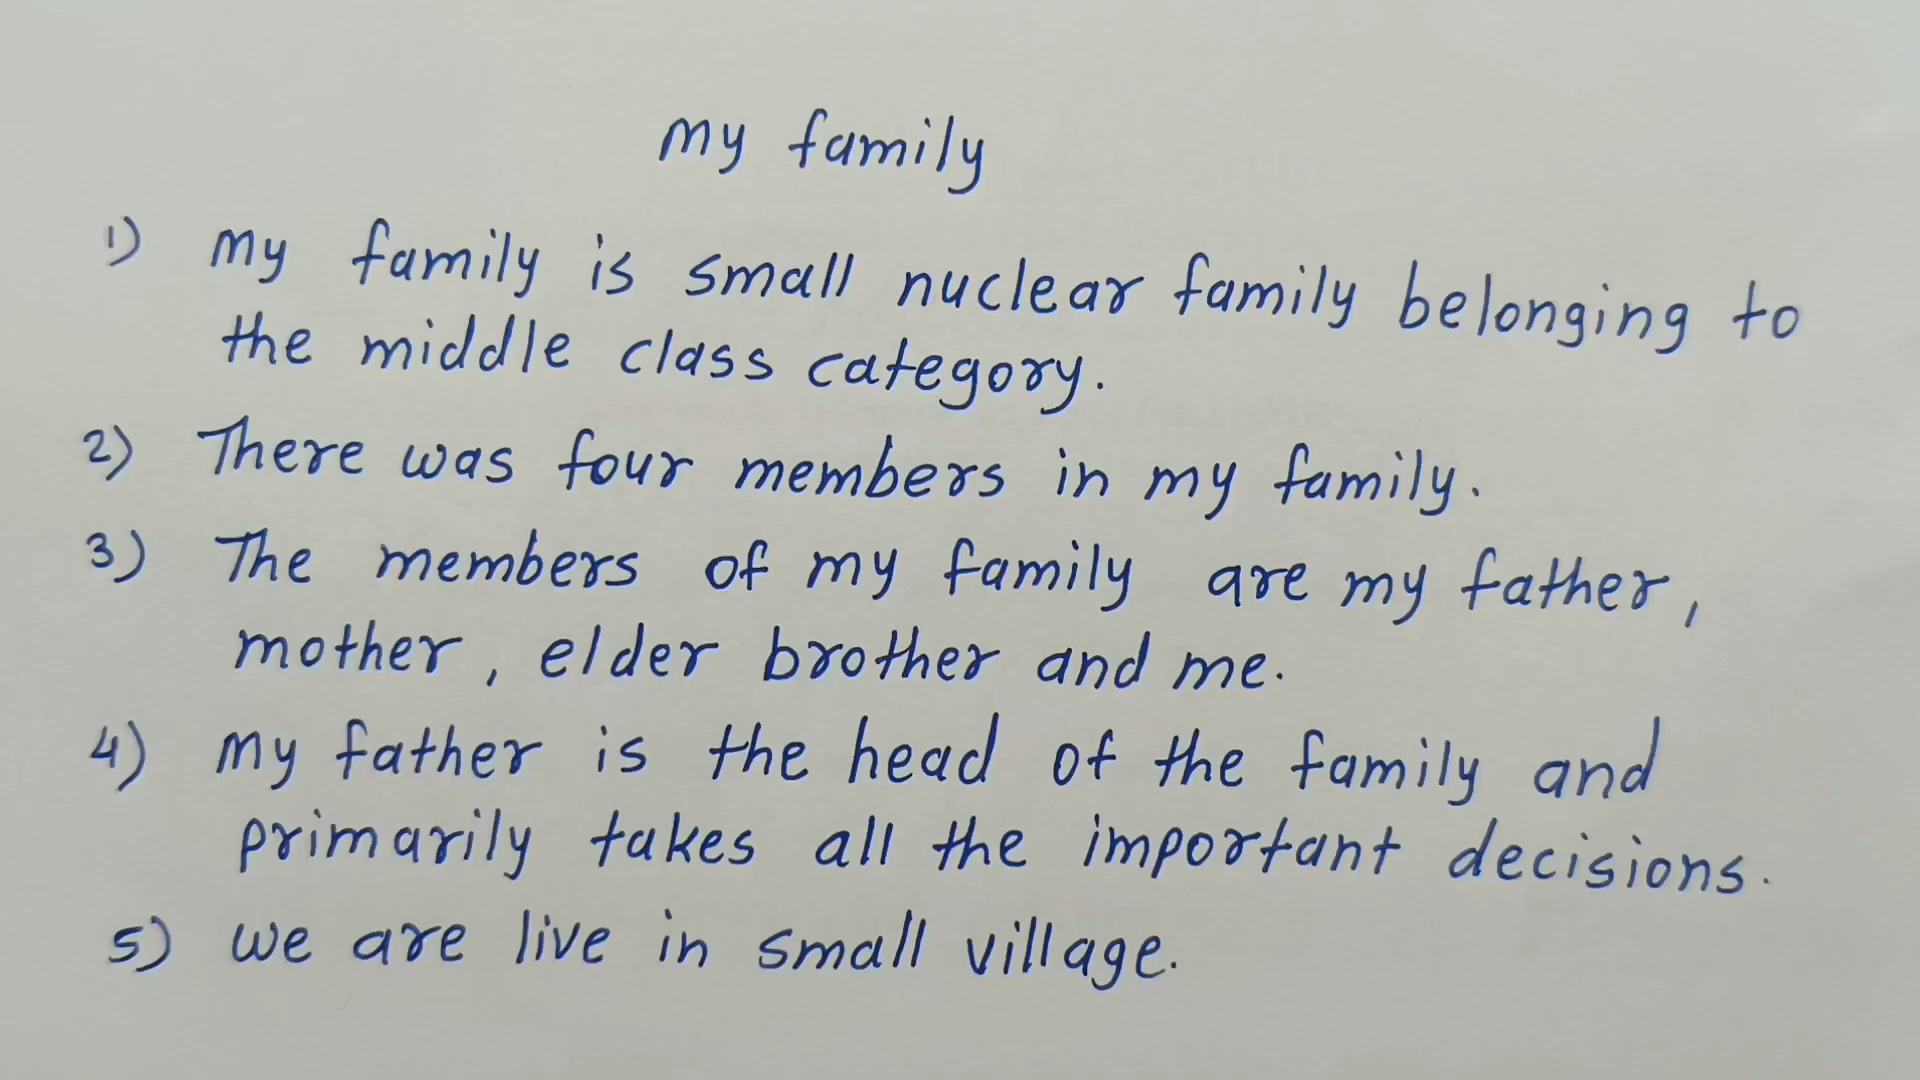 My family
1) My family is small nuclear family belonging to
the middle class category.
2) There was four members in my family.
3) The members of my family are my father,
mother, elder brother and me.
4) My father is the head of the family and
primarily takes all the important decisions.
5) we are live in small village.